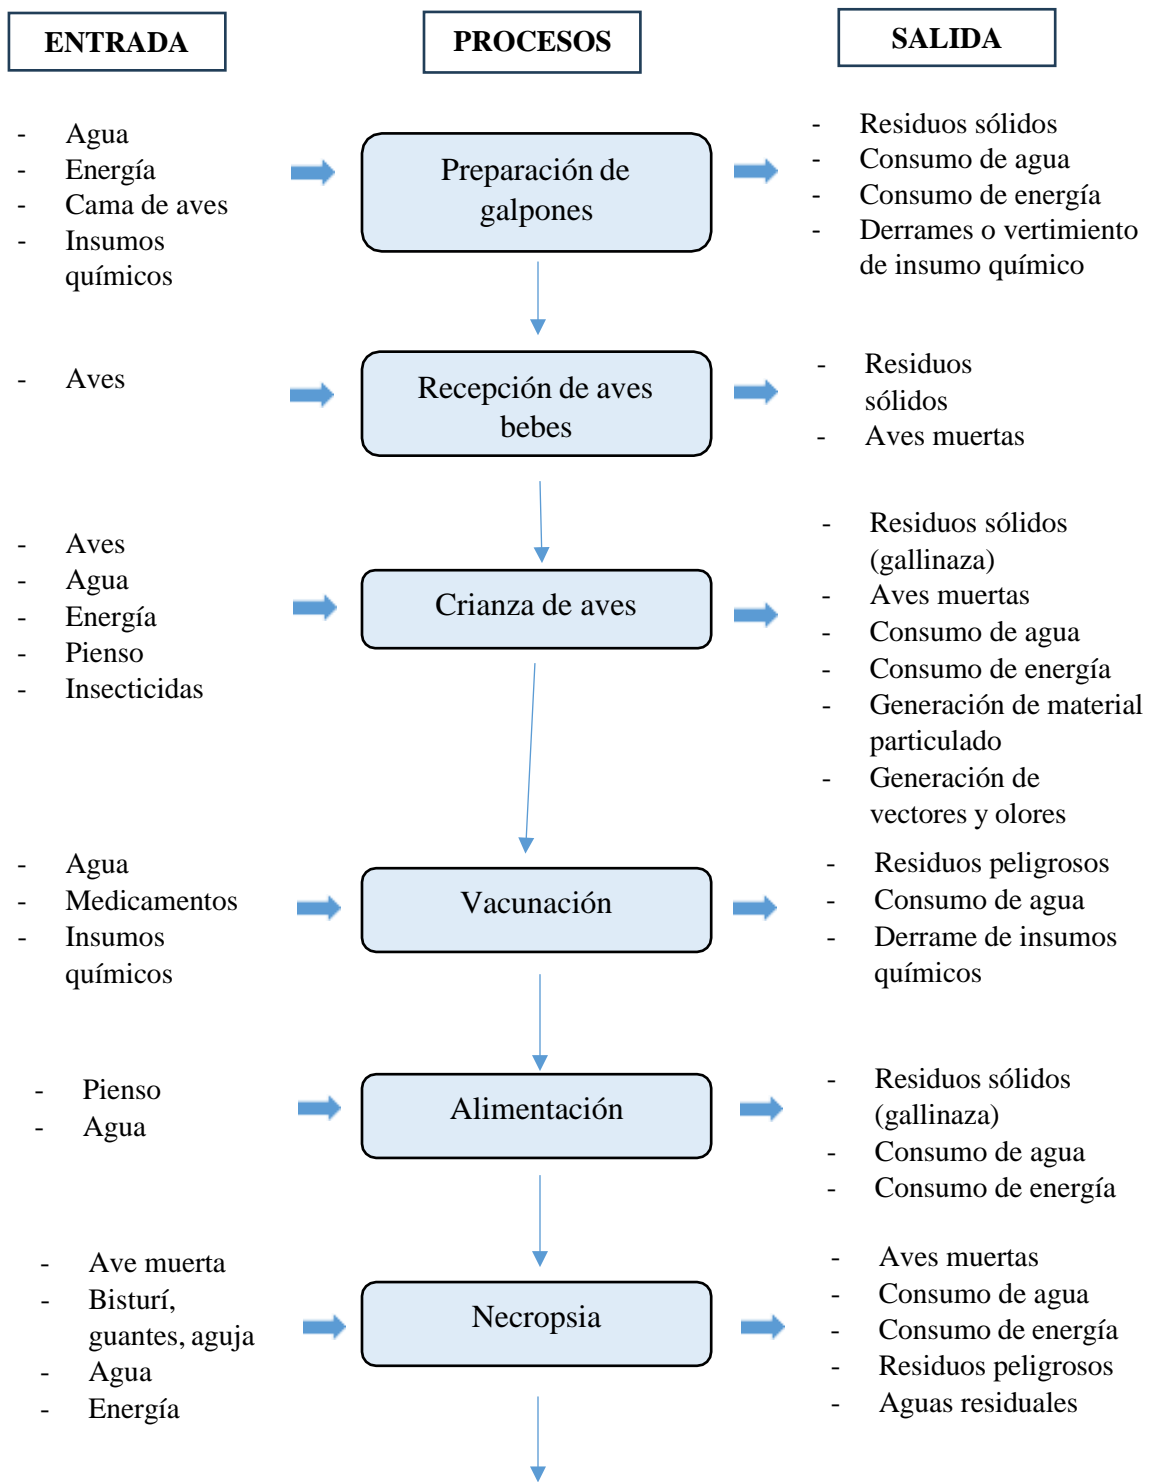 ENTRADA
PROCESOS
SALIDA
- Agua
- Energía
- Cama de aves
- Insumos
químicos
Preparación de
galpones
- Residuos sólidos
- Consumo de agua
- Consumo de energía
- Derrames o vertimiento
de insumo químico
- Aves
Recepción de aves
bebes
- Residuos
sólidos
- Aves muertas
- Aves
- Agua
- Energía
- Pienso
- Insecticidas
Crianza de aves
- Residuos sólidos
(gallinaza)
- Aves muertas
- Consumo de agua
- Consumo de energía
- Generación de material
particulado
- Generación de
vectores y olores
- Agua
- Medicamentos
- Insumos
químicos
Vacunación
- Residuos peligrosos
- Consumo de agua
- Derrame de insumos
químicos
- Pienso
- Agua
Alimentación
- Residuos sólidos
(gallinaza)
- Consumo de agua
- Consumo de energía
- Ave muerta
- Bisturí,
guantes, aguja
- Agua
- Energía
Necropsia
- Aves muertas
- Consumo de agua
- Consumo de energía
- Residuos peligrosos
- Aguas residuales